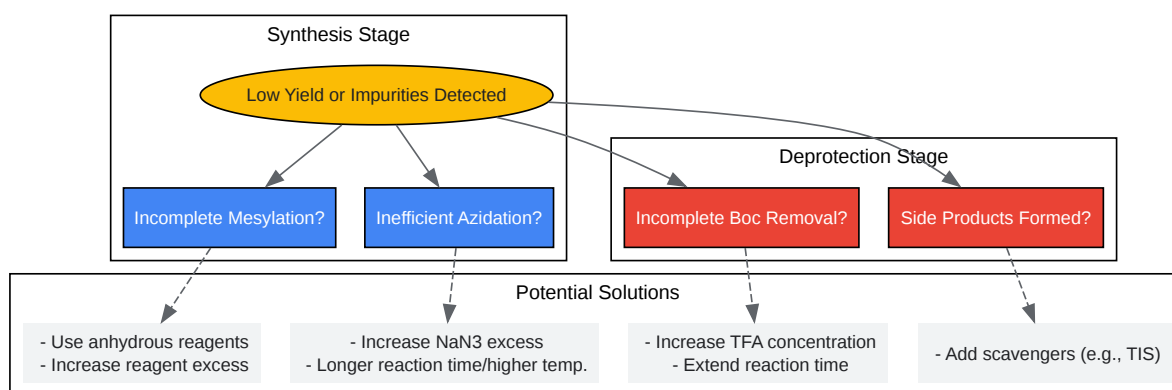 Synthesis Stage
Low Yield or Impurities Detected
Deprotection Stage
Incomplete Mesylation?
Inefficient Azidation?
Incomplete Boc Removal?
Side Products Formed?
Potential Solutions
- Use anhydrous reagents
- Increase reagent excess
- Increase NaN3 excess
- Longer reaction time/higher temp.
- Increase TFA concentration
- Extend reaction time
- Add scavengers (e.g., TIS)